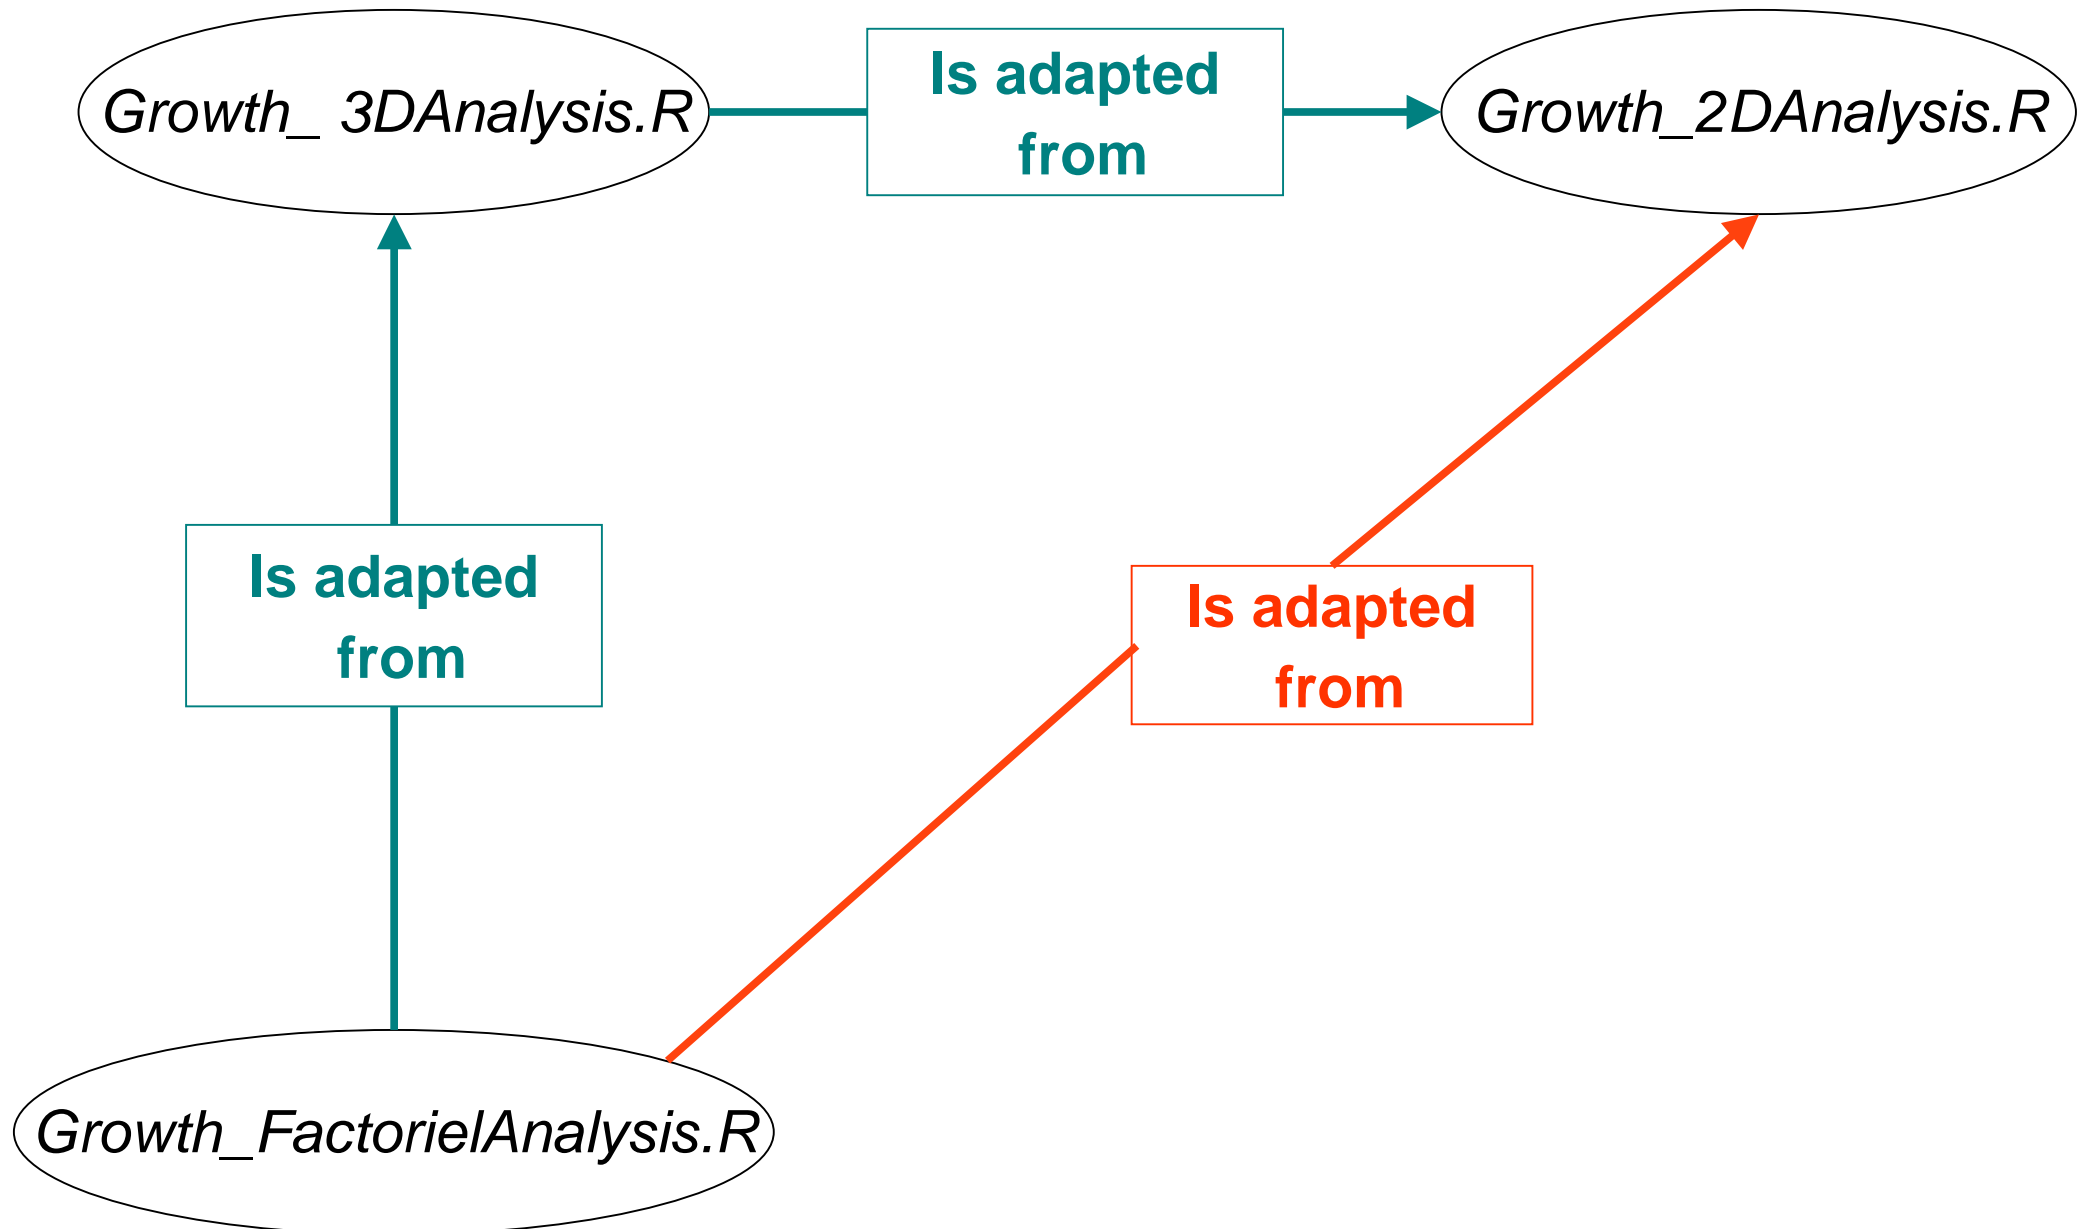 Growth_ 3DAnalysis.R
Is adapted
from
Growth_2DAnalysis.R
Is adapted
from
Is adapted
from
Growth_FactorielAnalysis.R